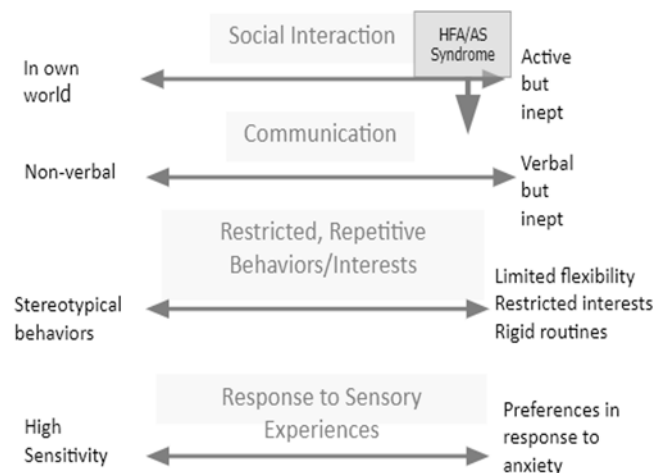 Social Interaction
HFA/AS
Syndrome
In own
world
Active
but
inept
Communication
Non-verbal
Verbal
but
inept
Restricted, Repetitive
Behaviors/Interests
Stereotypical
behaviors
Limited flexibility
Restricted interests
Rigid routines
Response to Sensory
Experiences
High
Sensitivity
Preferences in
response to
anxiety